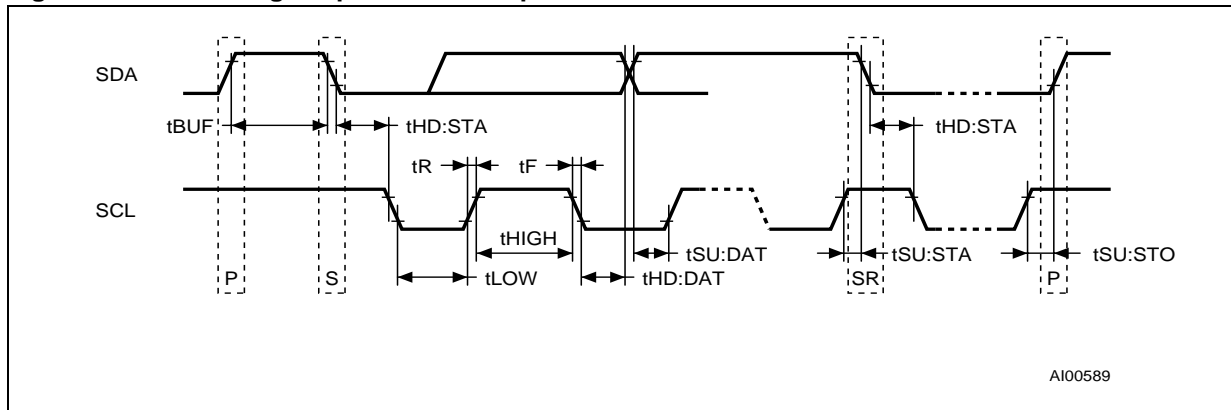 SDA
tBUF
tHD:STA
tHD:STA
tR
tF
SCL
tHIGH
tSU:DAT
tSU:STA
tSU:STO
tLOW
tHD:DAT
P
S
SR
P
AI00589